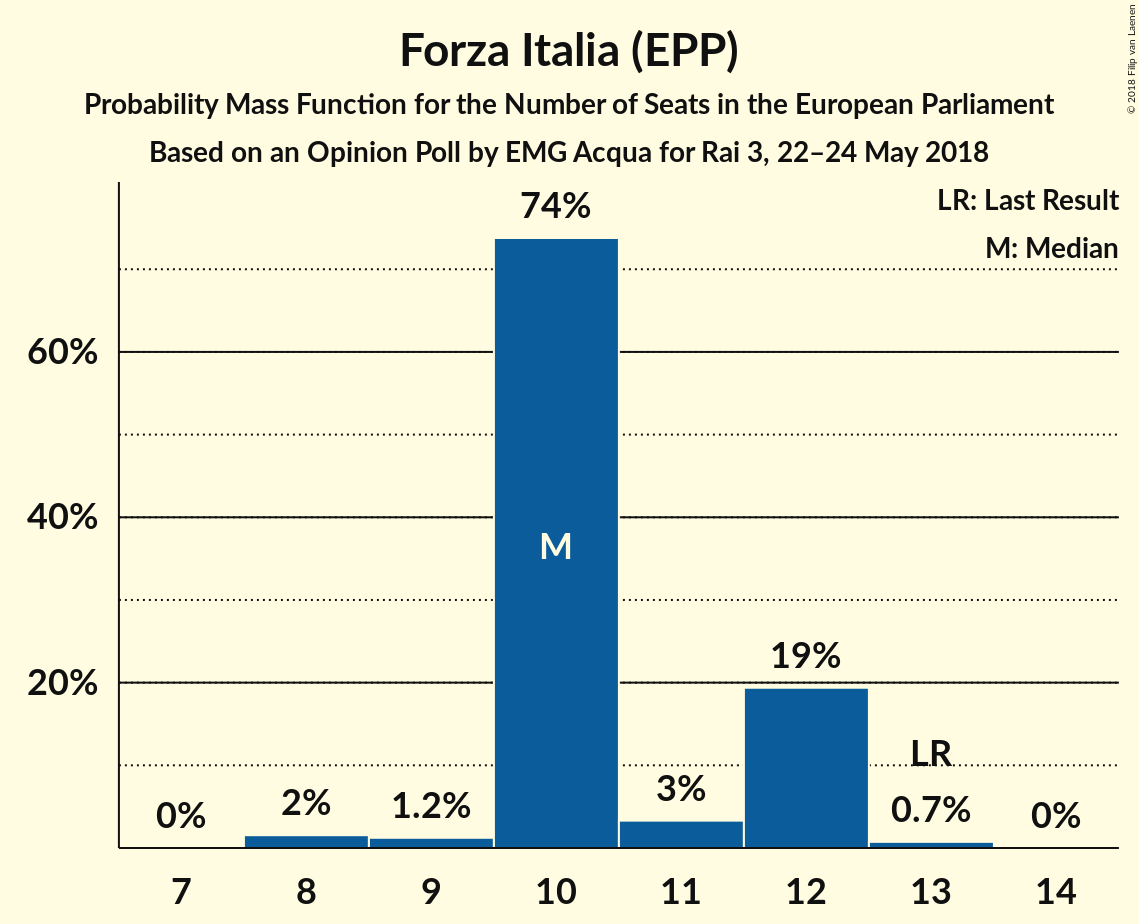 Forza Italia (EPP)
Probability Mass Function for the Number of Seats in the European Parliament
Based on an Opinion Poll by EMG Acqua for Rai 3, 22–24 May 2018
© 2018 Filip van Laenen
LR: Last Result
M: Median
74%
60%
40%
M
20%
19%
LR
0%
2%
1.2%
3%
0.7%
0%
7 8 9 10 11 12 13 14